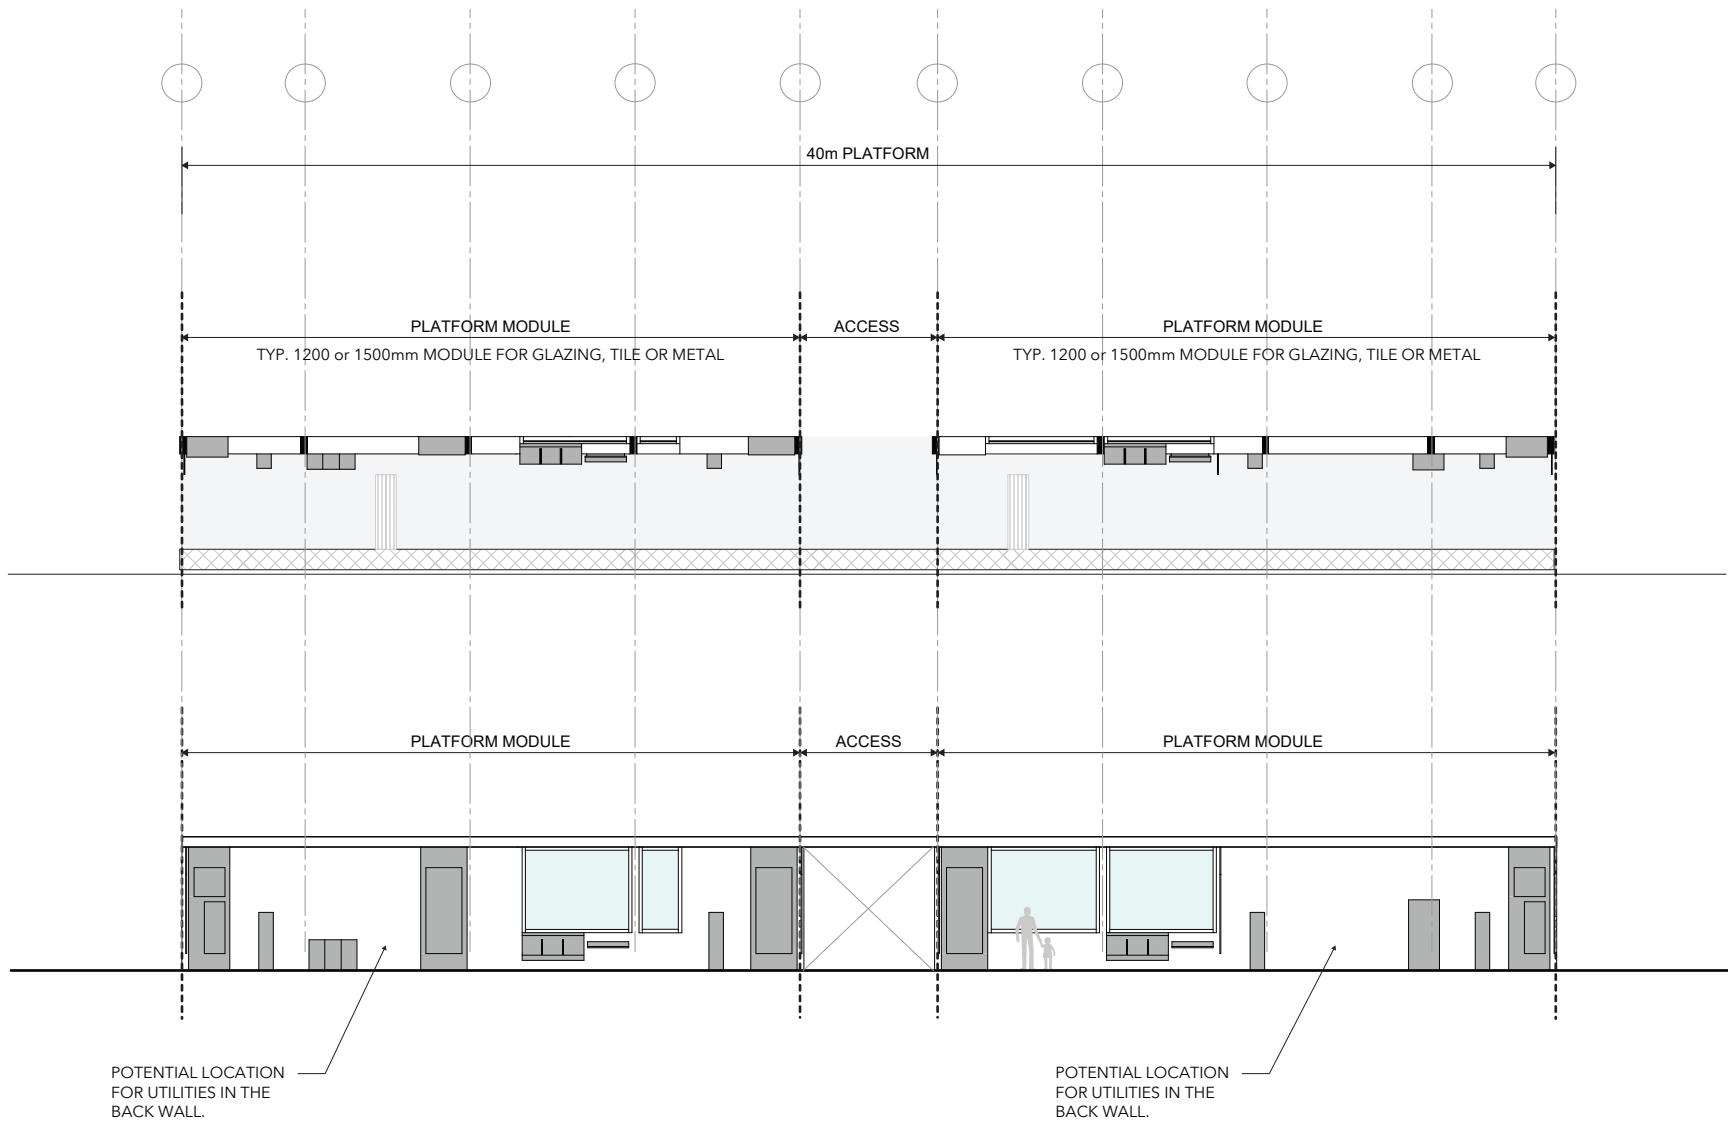 40m PLATFORM
PLATFORM MODULE
ACCESS
PLATFORM MODULE
TYP. 1200 or 1500mm MODULE FOR GLAZING, TILE OR METAL
TYP. 1200 or 1500mm MODULE FOR GLAZING, TILE OR METAL
PLATFORM MODULE
ACCESS
PLATFORM MODULE
POTENTIAL LOCATION
FOR UTILITIES IN THE
BACK WALL.
POTENTIAL LOCATION
FOR UTILITIES IN THE
BACK WALL.